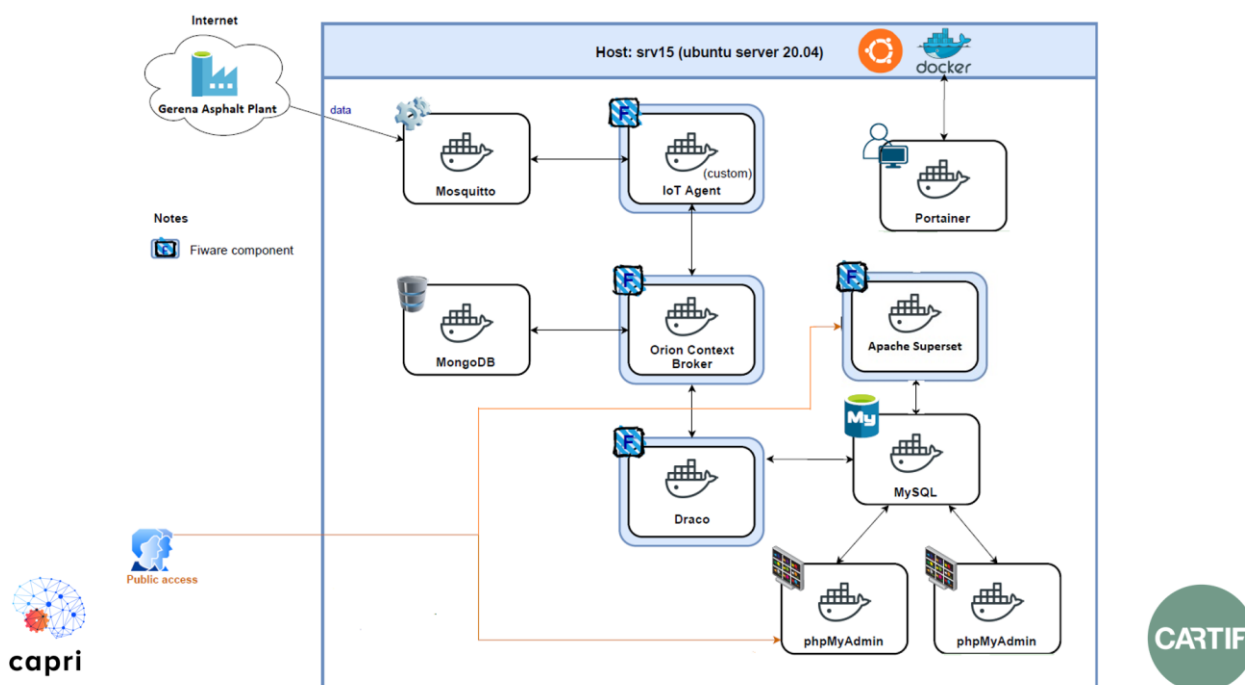 Internet
Gerena Asphalt Plant
data
Host: srv15 (ubuntu server 20.04)
docker
Mosquitto
F
(custom)
IoT Agent
Portainer
Notes
F
Fiware component
MongoDB
F
Orion Context
Broker
F
Apache Superset
F
Draco
My
MySQL
Public access
phpMyAdmin
phpMyAdmin
capri
CARTIF